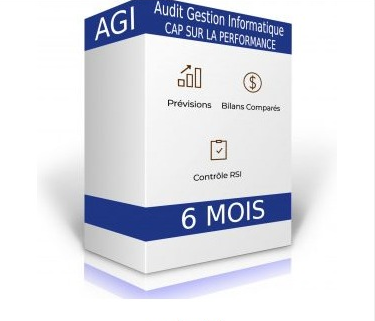 AGI
Audit Gestion Informatique
CAP SUR LA PERFORMANCE
Prévisions
Bilans Comparés
Contrôle RSI
6 MOIS